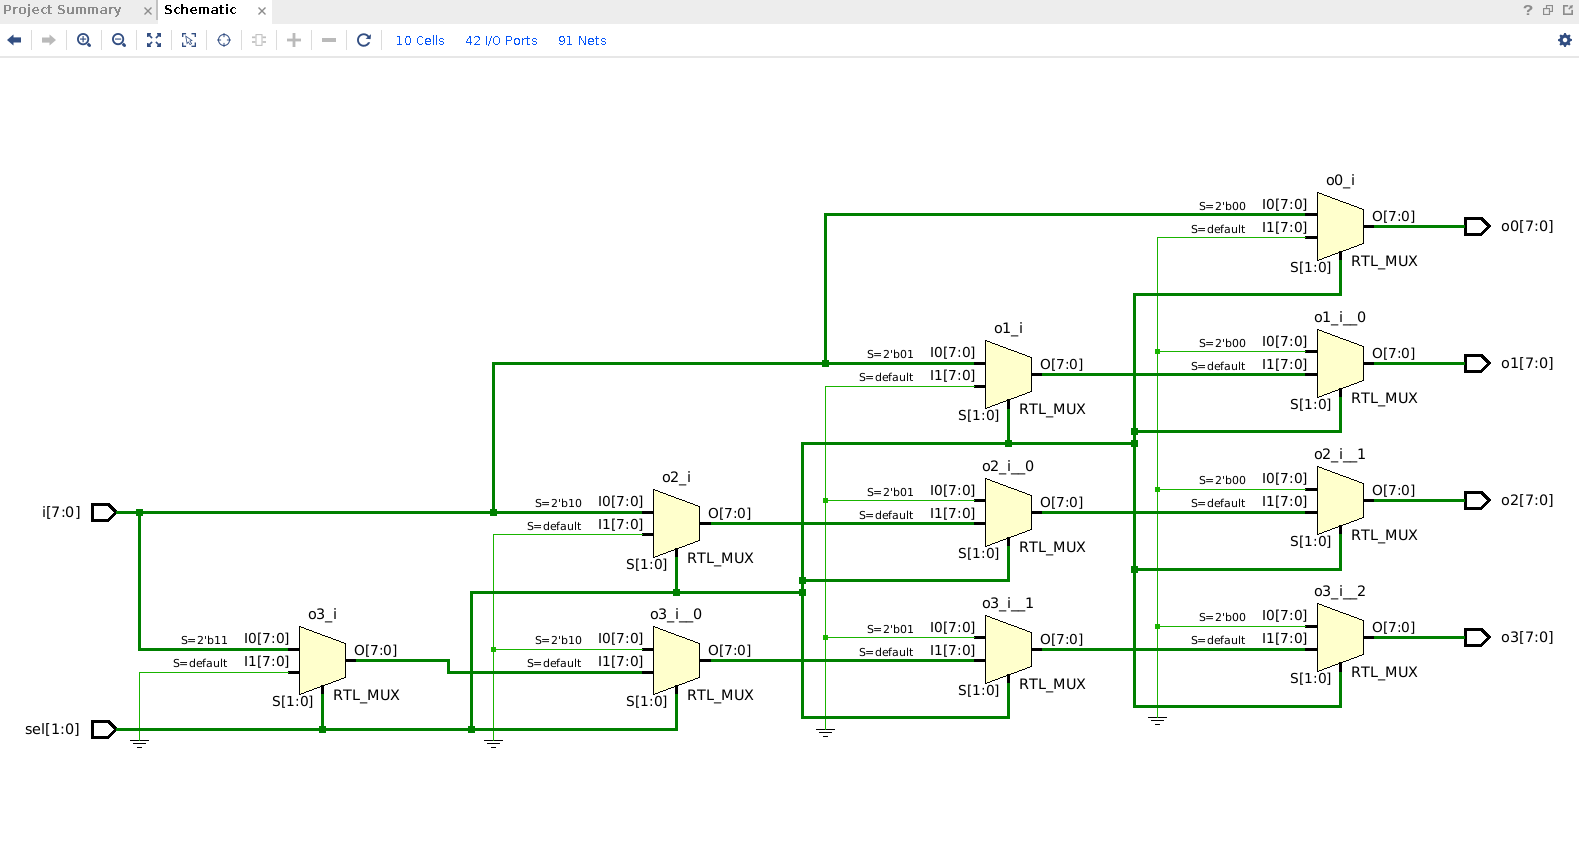 Project Summary
Schematic
10 Cells 42 I/O Ports 91 Nets
o0_i
S=2'b00 I0[7:0]
S=default I1[7:0]
O[7:0]
o0[7:0]
S[1:0]
RTL_MUX
o1_i__0
S=2'b00 I0[7:0]
S=default I1[7:0]
O[7:0]
o1[7:0]
S[1:0]
RTL_MUX
o1_i
S=2'b01 I0[7:0]
S=default I1[7:0]
O[7:0]
S[1:0]
RTL_MUX
o2_i__1
S=2'b00 I0[7:0]
S=default I1[7:0]
O[7:0]
o2[7:0]
S[1:0]
RTL_MUX
o2_i__0
S=2'b01 I0[7:0]
S=default I1[7:0]
O[7:0]
S[1:0]
RTL_MUX
o2_i
S=2'b10 I0[7:0]
S=default I1[7:0]
O[7:0]
S[1:0]
RTL_MUX
i[7:0]
o3_i__2
S=2'b00 I0[7:0]
S=default I1[7:0]
O[7:0]
o3[7:0]
S[1:0]
RTL_MUX
o3_i__1
S=2'b01 I0[7:0]
S=default I1[7:0]
O[7:0]
S[1:0]
RTL_MUX
o3_i__0
S=2'b10 I0[7:0]
S=default I1[7:0]
O[7:0]
S[1:0]
RTL_MUX
o3_i
S=2'b11 I0[7:0]
S=default I1[7:0]
O[7:0]
S[1:0]
RTL_MUX
sel[1:0]